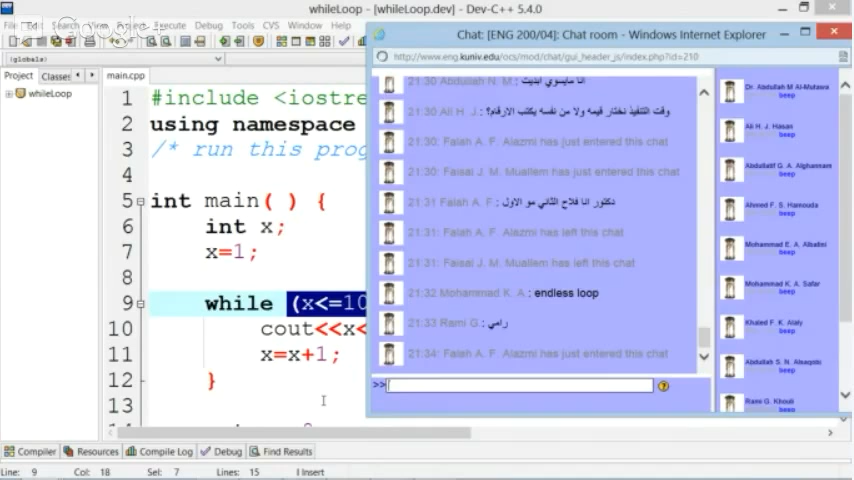 whileLoop - [whileLoop.dev] - Dev-C++ 5.4.0
File Edit Search Execute Debug Tools CVS Window
Google+
(globals)
Project Classes
main.cpp
whileLoop
1 #include <iostre
2 using namespace
3 /* run this prog
4
5 int main( ) {
6 int x;
7 x=1;
8
9 while (x<=10
10 cout<<x<
11 x=x+1;
12 }
13
Compiler Resources Compile Log Debug Find Results
Line: 9 Col: 18 Sel: 7 Lines: 15 Insert
Chat: [ENG 200/04]: Chat room - Windows Internet Explorer
http://www.eng.kuniv.edu/ocs/mod/chat/gui_header_js/index.php?id=210
21:30 Abdullah N. M.: انا مايسوي ابديت
21:30 Ali H. J.: وقت التنفيذ نختار قيمه ولا من نفسه يكتب الارقام؟
21:30: Falah A. F. Alazmi has just entered this chat
21:30: Faisal J. M. Muallem has just entered this chat
21:31 Falah A. F.: دكتور انا فلاح الثاني مو الاول
21:31: Falah A. F. Alazmi has left this chat
21:31: Faisal J. M. Muallem has left this chat
21:32 Mohammad K. A.: endless loop
21:33 Rami G.: رامي
21:34: Falah A. F. Alazmi has just entered this chat
>>
Dr. Abdullah M Al-Mutawa
beep
Ali H. J. Hasan
beep
Abdullatif G. A. Alghannam
beep
Ahmed F. S. Hamouda
beep
Mohammad E. A.
beep
Mohammad K. A. Safar
beep
Khaled F. K. Alaly
beep
Abdullah S. N.
beep
Rami G. Kbouli
beep